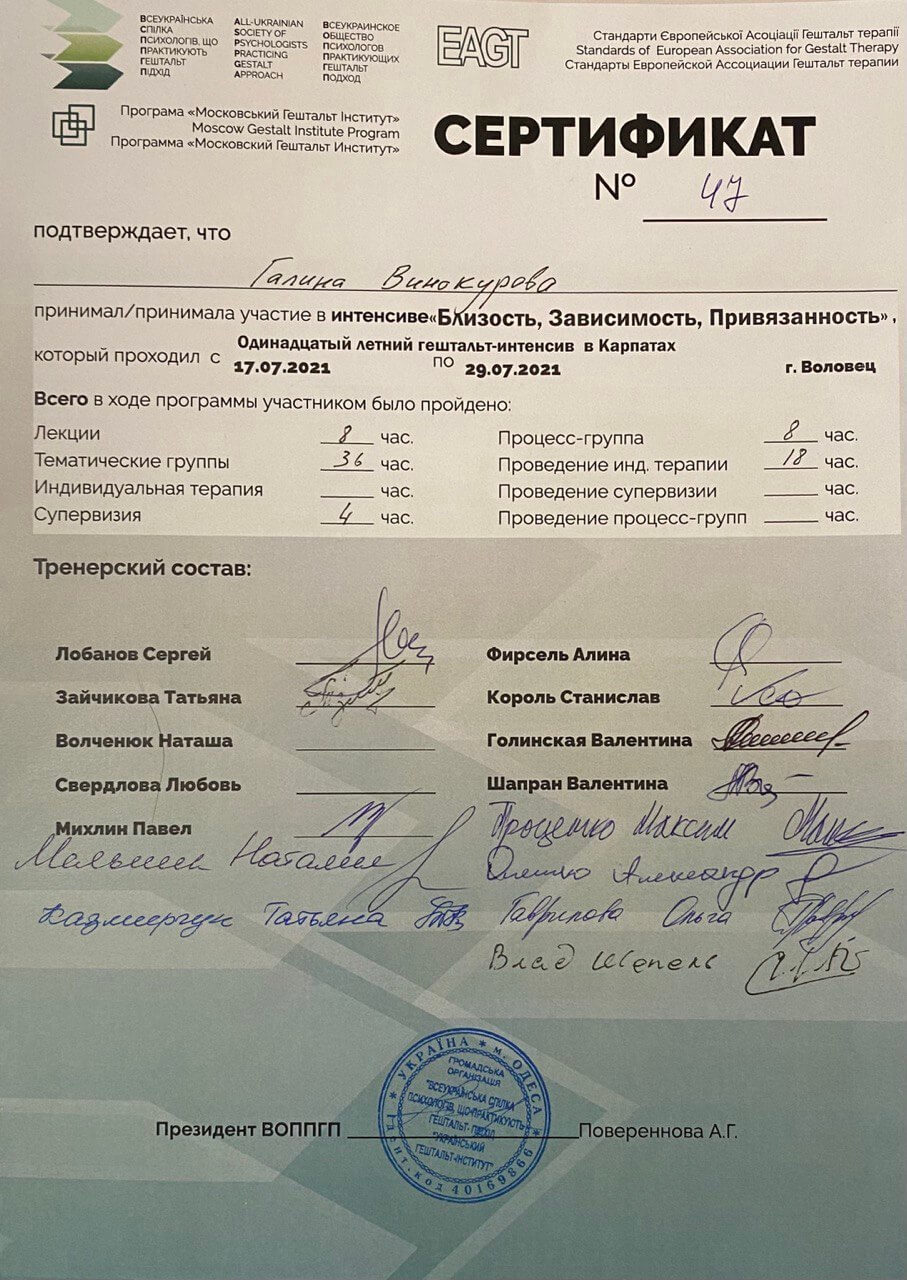 ВСЕУКРАЇНСЬКА
СПІЛКА
ПСИХОЛОГІВ, ЩО
ПРАКТИКУЮТЬ
ГЕШТАЛЬТ
ПІДХІД
ALL-UKRAINIAN
SOCIETY OF
PSYCHOLOGISTS
PRACTICING
GESTALT
APPROACH
ВСЕУКРАИНСКОЕ
ОБЩЕСТВО
ПСИХОЛОГОВ
ПРАКТИКУЮЩИХ
ГЕШТАЛЬТ
ПОДХОД
EAGT
Стандарти Європейської Асоціації Гештальт терапії
Standards of European Association for Gestalt Therapy
Стандарты Европейской Ассоциации Гештальт терапии
Програма «Московський Гештальт Інститут»
Moscow Gestalt Institute Program
Программа «Московский Гештальт Институт»
СЕРТИФИКАТ
№ 47
подтверждает, что
Галина Винокурова
принимал/принимала участие в интенсиве «Близость, Зависимость, Привязанность»,
Одинадцатый летний гештальт-интенсив в Карпатах
который проходил с 17.07.2021 по 29.07.2021 г. Воловец
Всего в ходе программы участником было пройдено:
Лекции 8 час.
Тематические группы 36 час.
Индивидуальная терапия час.
Супервизия 4 час.
Процесс-группа 8 час.
Проведение инд. терапии 18 час.
Проведение супервизии час.
Проведение процесс-групп час.
Тренерский состав:
Лобанов Сергей
Зайчикова Татьяна
Волченюк Наташа
Свердлова Любовь
Михлин Павел
Наталия
Татьяна
Фирсель Алина
Король Станислав
Голинская Валентина
Шапран Валентина
Проценко Максим
Александр
Гаврилова Ольга
Влад Шепель
УКРАЇНА * м. ОДЕСА *
Ідент. код 40169866
ГРОМАДСЬКА
ОРГАНІЗАЦІЯ
"ВСЕУКРАЇНСЬКА СПІЛКА
ПСИХОЛОГІВ, ЩО ПРАКТИКУЮТЬ
ГЕШТАЛЬТ-ПІДХІД
"УКРАЇНСЬКИЙ
ГЕШТАЛЬТ-ІНСТИТУТ"
Президент ВОППГП Повереннова А.Г.